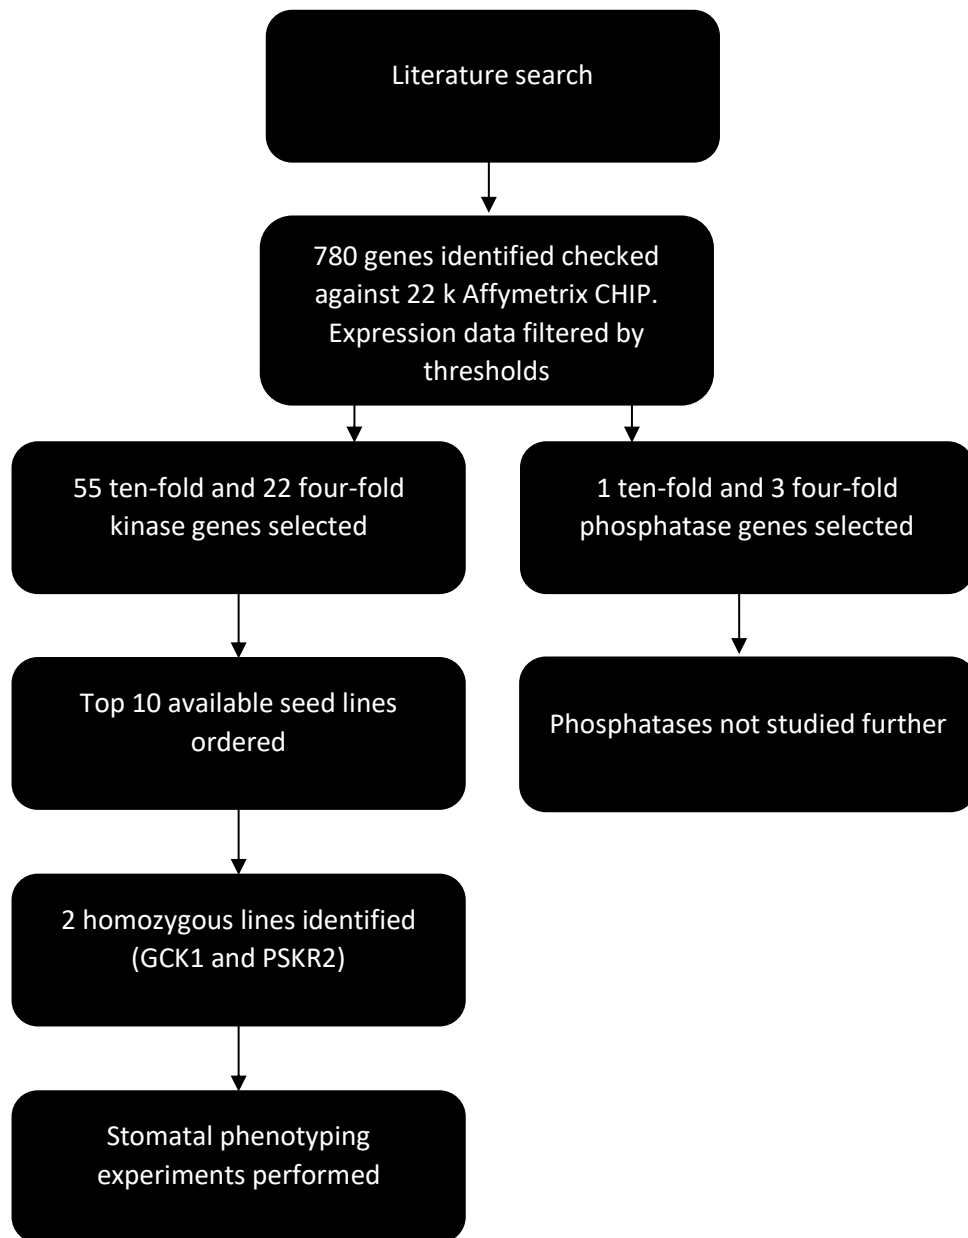 Literature search
780 genes identified checked
against 22 k Affymetrix CHIP.
Expression data filtered by
thresholds
55 ten-fold and 22 four-fold
kinase genes selected
1 ten-fold and 3 four-fold
phosphatase genes selected
Top 10 available seed lines
ordered
Phosphatases not studied further
2 homozygous lines identified
(GCK1 and PSKR2)
Stomatal phenotyping
experiments performed